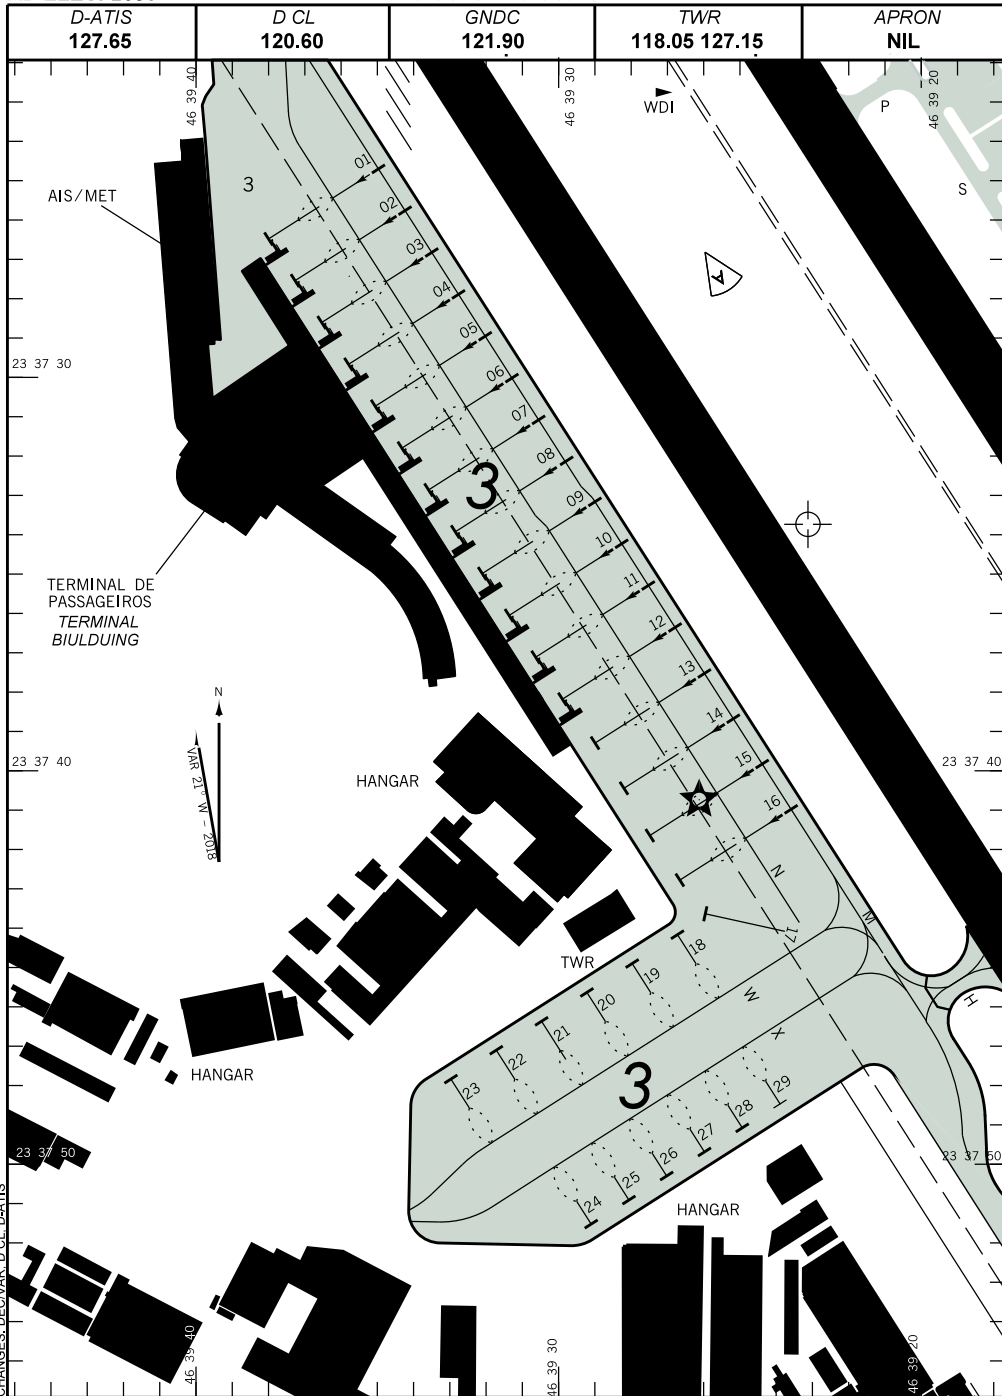 D-ATIS
127.65
D CL
120.60
GNDC
121.90
TWR
118.05 127.15
APRON
NIL
46 39 40
46 39 30
46 39 20
WDI
P
S
AIS/MET
3
A
01
02
03
04
05
06
07
08
09
10
11
12
13
14
15
16
17
3
23 37 30
TERMINAL DE
PASSAGEIROS
TERMINAL
BIULDUING
N
VAR 21° W - 2018
23 37 40
23 37 40
HANGAR
N
M
TWR
H
W
X
18
19
20
21
22
23
3
24
25
26
27
28
29
HANGAR
23 37 50
23 37 50
HANGAR
CHANGES: DEC/VAR, D CL, D-ATIS
46 39 40
46 39 30
46 39 20